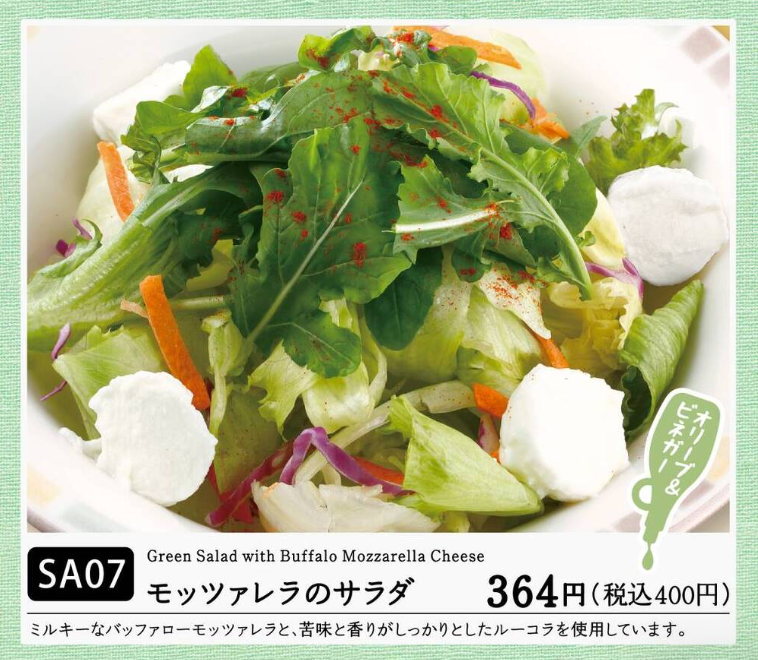 オリーブ&
ビネガー
SA07
Green Salad with Buffalo Mozzarella Cheese
モッツァレラのサラダ
364円(税込400円)
ミルキーなバッファローモッツァレラと、苦味と香りがしっかりとしたルーコラを使用しています。